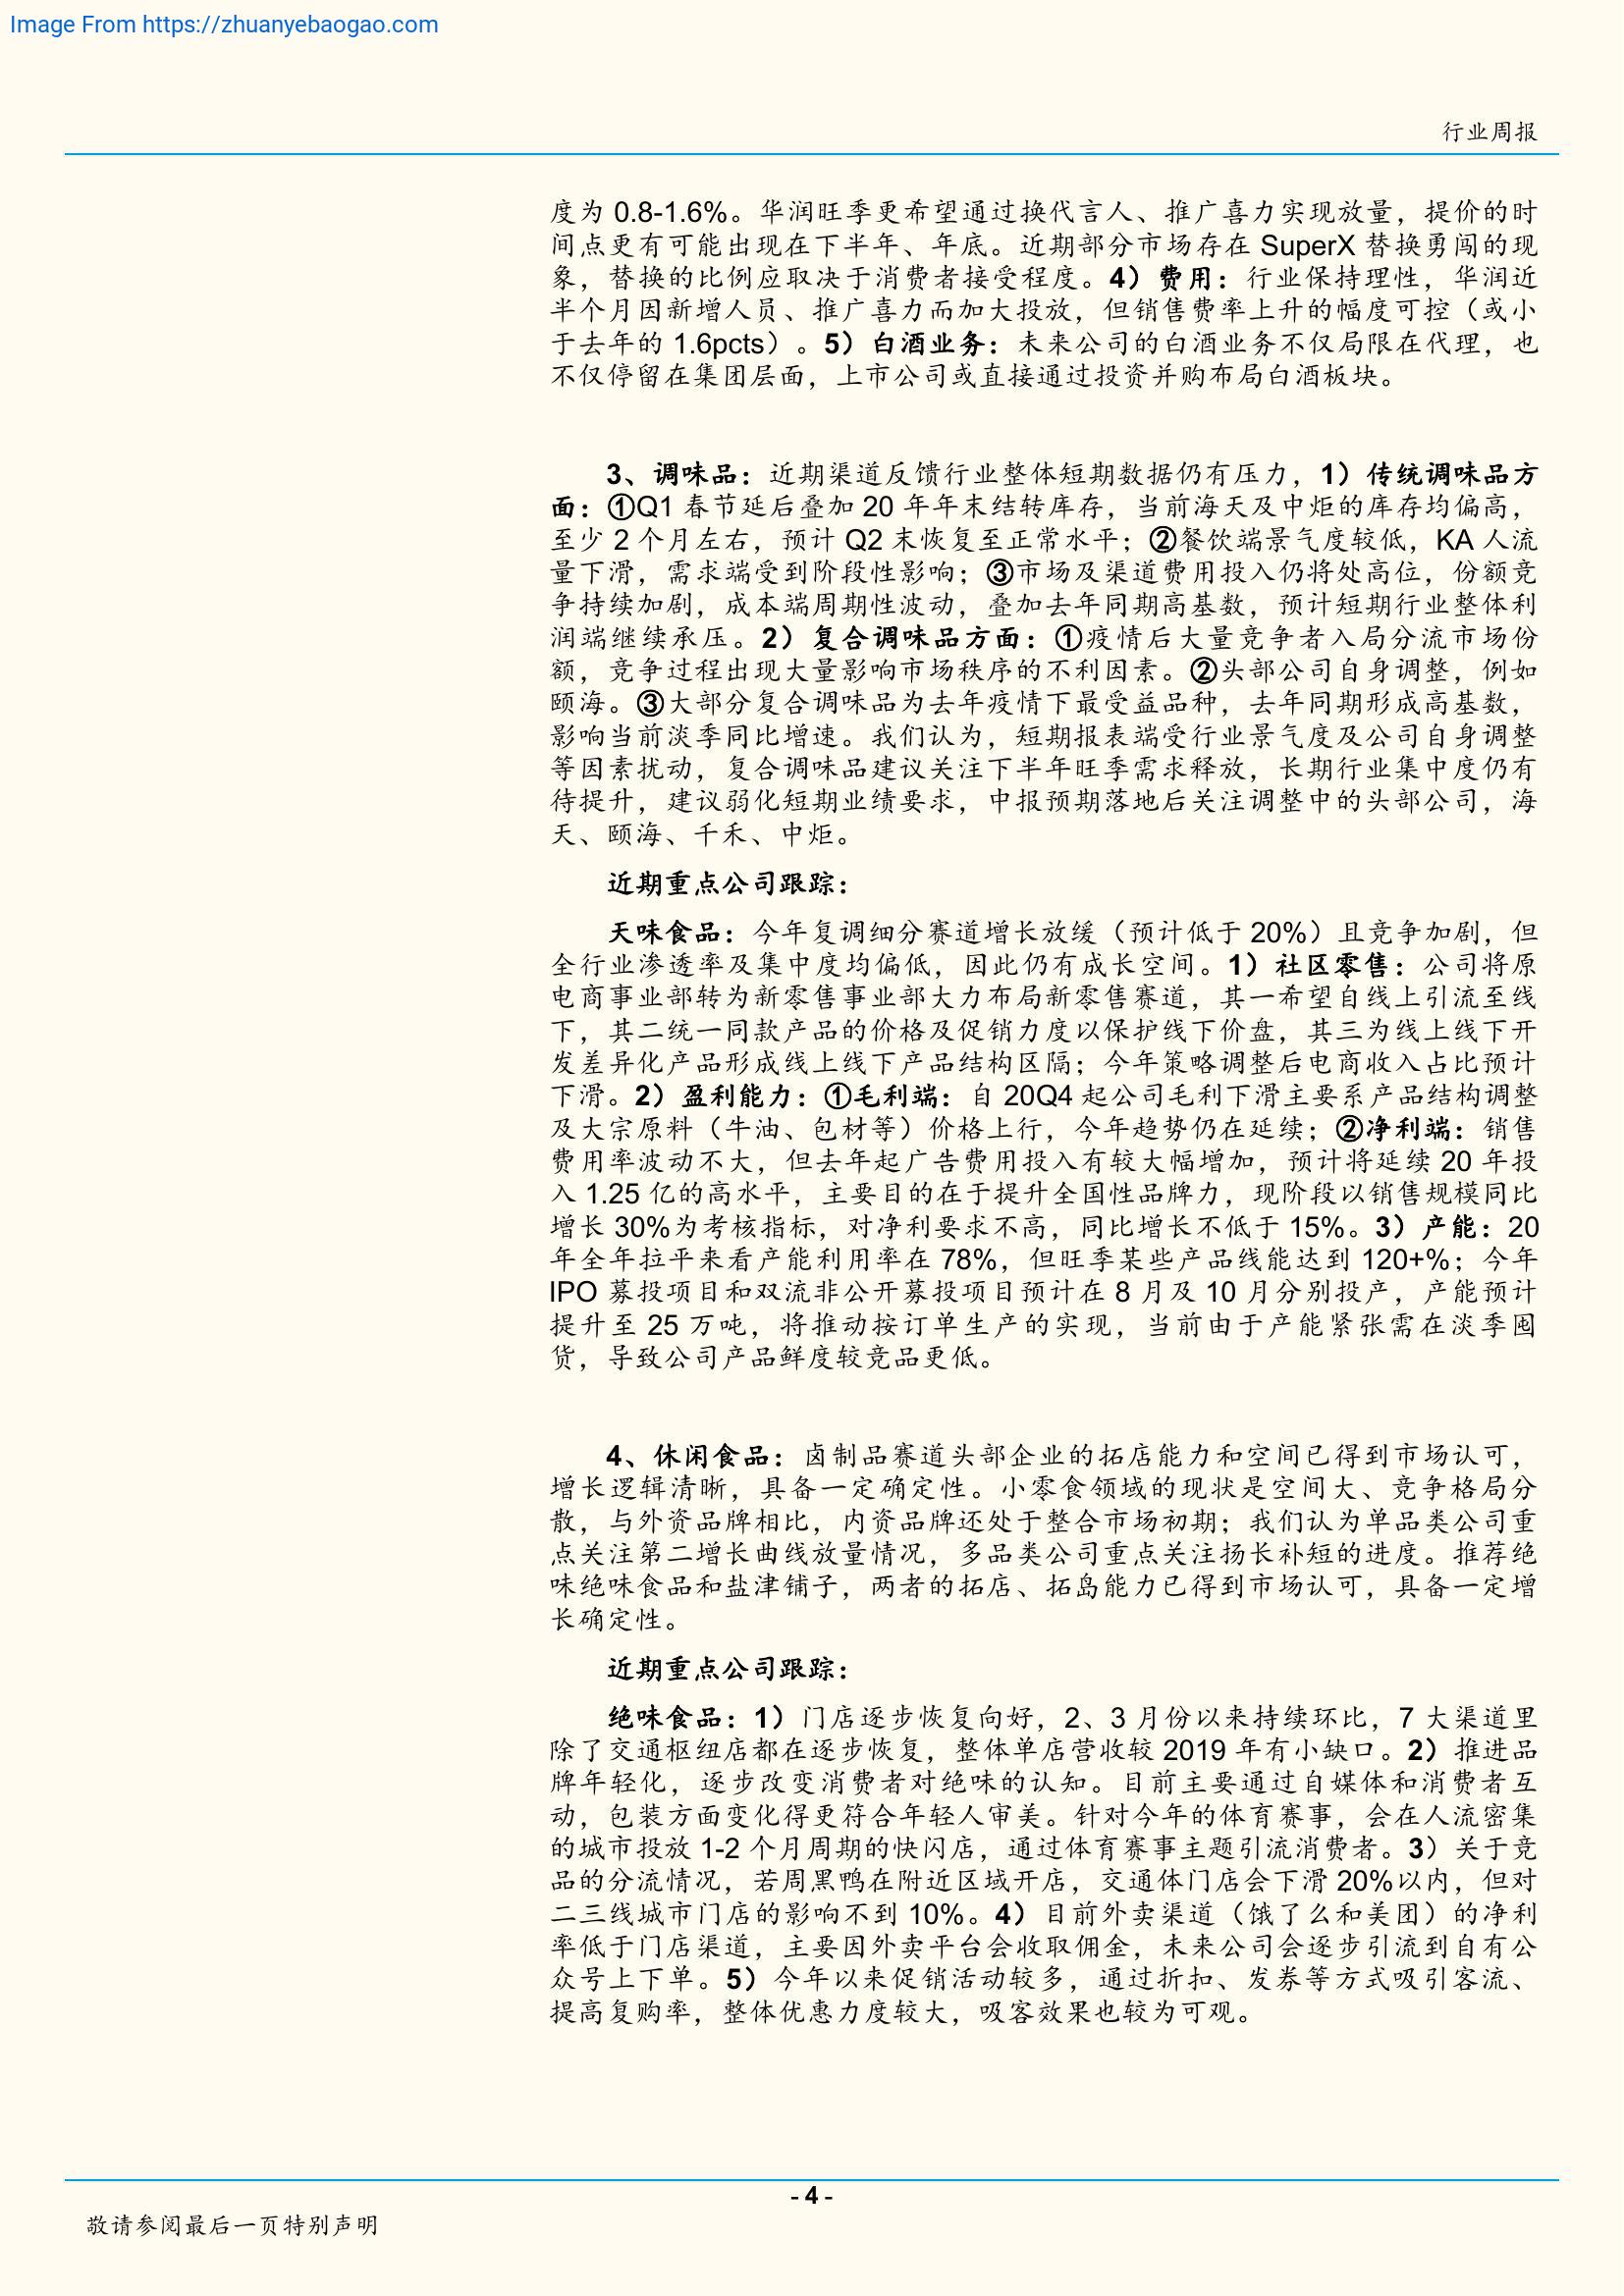 Image From https://zhuanyebaogao.com
行业周报
度为 0.8-1.6%。华润旺季更希望通过换代言人、推广喜力实现放量，提价的时
间点更有可能出现在下半年、年底。近期部分市场存在 SuperX 替换勇闯的现
象，替换的比例应取决于消费者接受程度。4）费用：行业保持理性，华润近
半个月因新增人员、推广喜力而加大投放，但销售费率上升的幅度可控（或小
于去年的 1.6pcts）。5）白酒业务：未来公司的白酒业务不仅局限在代理，也
不仅停留在集团层面，上市公司或直接通过投资并购布局白酒板块。
3、调味品：近期渠道反馈行业整体短期数据仍有压力，1）传统调味品方
面：①Q1 春节延后叠加 20 年年末结转库存，当前海天及中炬的库存均偏高，
至少 2 个月左右，预计 Q2 末恢复至正常水平；②餐饮端景气度较低，KA 人流
量下滑，需求端受到阶段性影响；③市场及渠道费用投入仍将处高位，份额竞
争持续加剧，成本端周期性波动，叠加去年同期高基数，预计短期行业整体利
润端继续承压。2）复合调味品方面：①疫情后大量竞争者入局分流市场份
额，竞争过程出现大量影响市场秩序的不利因素。②头部公司自身调整，例如
颐海。③大部分复合调味品为去年疫情下最受益品种，去年同期形成高基数，
影响当前淡季同比增速。我们认为，短期报表端受行业景气度及公司自身调整
等因素扰动，复合调味品建议关注下半年旺季需求释放，长期行业集中度仍有
待提升，建议弱化短期业绩要求，中报预期落地后关注调整中的头部公司，海
天、颐海、千禾、中炬。
近期重点公司跟踪：
天味食品：今年复调细分赛道增长放缓（预计低于 20%）且竞争加剧，但
全行业渗透率及集中度均偏低，因此仍有成长空间。1）社区零售：公司将原
电商事业部转为新零售事业部大力布局新零售赛道，其一希望自线上引流至线
下，其二统一同款产品的价格及促销力度以保护线下价盘，其三为线上线下开
发差异化产品形成线上线下产品结构区隔；今年策略调整后电商收入占比预计
下滑。2）盈利能力：①毛利端：自 20Q4 起公司毛利下滑主要系产品结构调整
及大宗原料（牛油、包材等）价格上行，今年趋势仍在延续；②净利端：销售
费用率波动不大，但去年起广告费用投入有较大幅增加，预计将延续 20 年投
入 1.25 亿的高水平，主要目的在于提升全国性品牌力，现阶段以销售规模同比
增长 30%为考核指标，对净利要求不高，同比增长不低于 15%。3）产能：20
年全年拉平来看产能利用率在 78%，但旺季某些产品线能达到 120+%；今年
IPO 募投项目和双流非公开募投项目预计在 8 月及 10 月分别投产，产能预计
提升至 25 万吨，将推动按订单生产的实现，当前由于产能紧张需在淡季囤
货，导致公司产品鲜度较竞品更低。
4、休闲食品：卤制品赛道头部企业的拓店能力和空间已得到市场认可，
增长逻辑清晰，具备一定确定性。小零食领域的现状是空间大、竞争格局分
散，与外资品牌相比，内资品牌还处于整合市场初期；我们认为单品类公司重
点关注第二增长曲线放量情况，多品类公司重点关注扬长补短的进度。推荐绝
味绝味食品和盐津铺子，两者的拓店、拓岛能力已得到市场认可，具备一定增
长确定性。
近期重点公司跟踪：
绝味食品：1）门店逐步恢复向好，2、3 月份以来持续环比，7 大渠道里
除了交通枢纽店都在逐步恢复，整体单店营收较 2019 年有小缺口。2）推进品
牌年轻化，逐步改变消费者对绝味的认知。目前主要通过自媒体和消费者互
动，包装方面变化得更符合年轻人审美。针对今年的体育赛事，会在人流密集
的城市投放 1-2 个月周期的快闪店，通过体育赛事主题引流消费者。3）关于竞
品的分流情况，若周黑鸭在附近区域开店，交通体门店会下滑 20%以内，但对
二三线城市门店的影响不到 10%。4）目前外卖渠道（饿了么和美团）的净利
率低于门店渠道，主要因外卖平台会收取佣金，未来公司会逐步引流到自有公
众号上下单。5）今年以来促销活动较多，通过折扣、发券等方式吸引客流、
提高复购率，整体优惠力度较大，吸客效果也较为可观。
- 4 -
敬请参阅最后一页特别声明